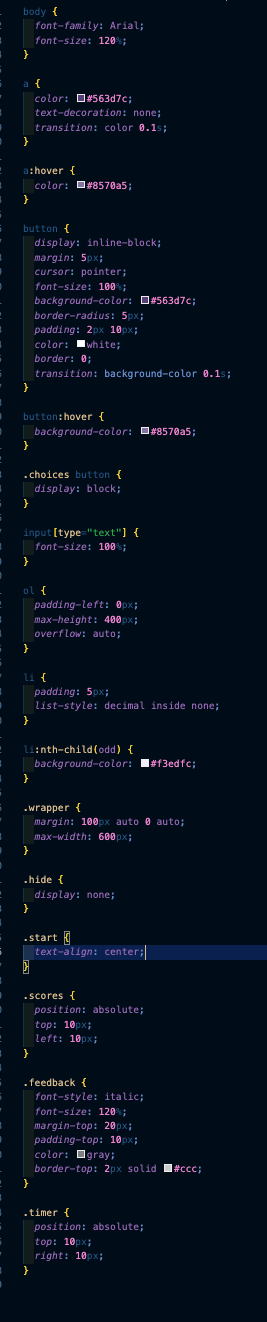 body {
font-family: Arial;
font-size: 120%;
}
a {
color: #563d7c;
text-decoration: none;
transition: color 0.1s;
}
a:hover {
color: #8570a5;
}
button {
display: inline-block;
margin: 5px;
cursor: pointer;
font-size: 100%;
background-color: #563d7c;
border-radius: 5px;
padding: 2px 10px;
color: white;
border: 0;
transition: background-color 0.1s;
}
button:hover {
background-color: #8570a5;
}
.choices button {
display: block;
}
input[type="text"] {
font-size: 100%;
}
ol {
padding-left: 0px;
max-height: 400px;
overflow: auto;
}
li {
padding: 5px;
list-style: decimal inside none;
}
li:nth-child(odd) {
background-color: #f3edfc;
}
.wrapper {
margin: 100px auto 0 auto;
max-width: 600px;
}
.hide {
display: none;
}
.start {
text-align: center;
}
.scores {
position: absolute;
top: 10px;
left: 10px;
}
.feedback {
font-style: italic;
font-size: 120%;
margin-top: 20px;
padding-top: 10px;
color: gray;
border-top: 2px solid #ccc;
}
.timer {
position: absolute;
top: 10px;
right: 10px;
}